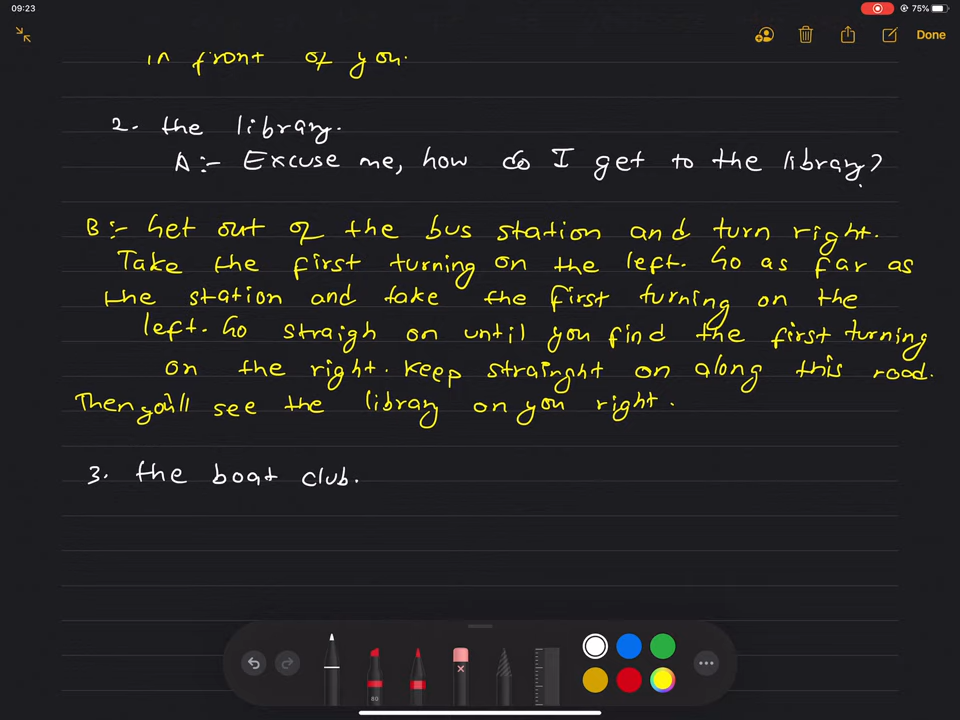 09:23
75%
Done
in front of you.
2. the library.
A:- Excuse me, how do I get to the library?
B:- Get out of the bus station and turn right.
Take the first turning on the left. Go as far as
the station and take the first turning on the
left. Go straigh on until you find the first turning
on the right. Keep strainght on along this road.
Then you'll see the library on you right.
3. the boat club.
80